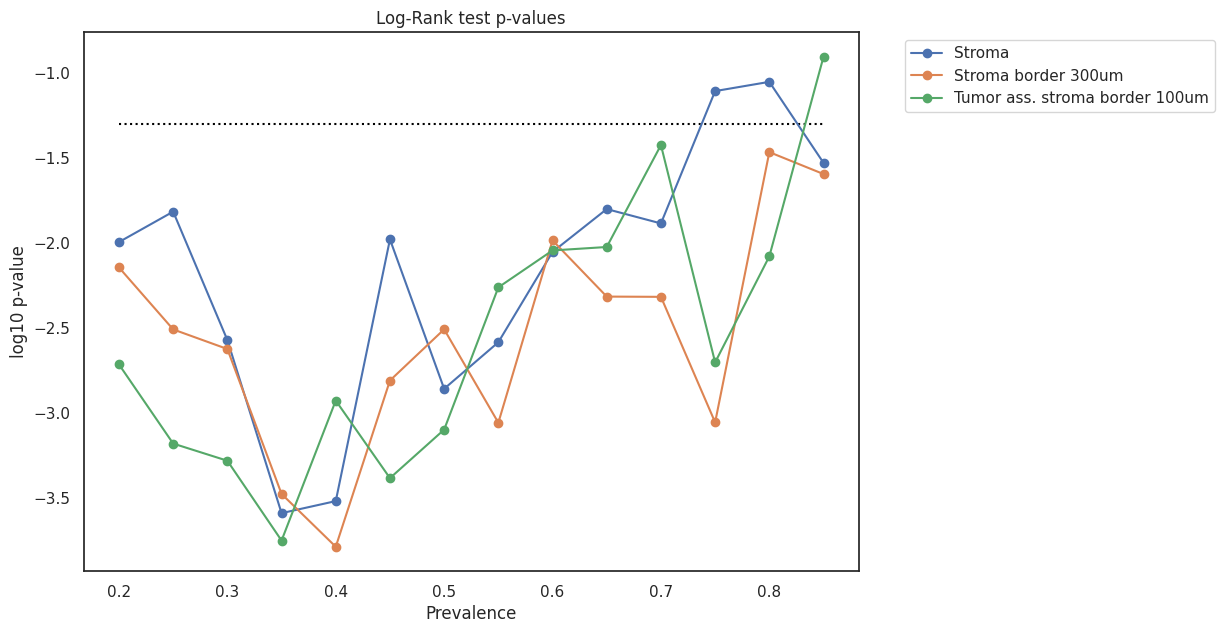 Log-Rank test p-values
Stroma
Stroma border 300um
Tumor ass. stroma border 100um
log10 p-value
−1.0
−1.5
−2.0
−2.5
−3.0
−3.5
0.2
0.3
0.4
0.5
0.6
0.7
0.8
Prevalence